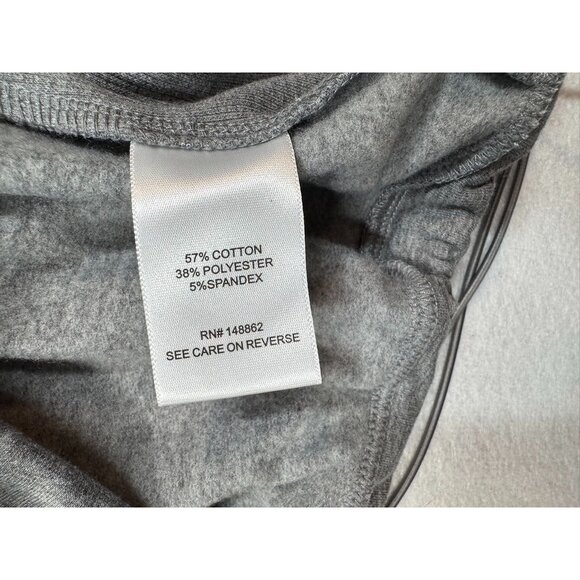 57% COTTON
38% POLYESTER
5%SPANDEX
RN# 148862
SEE CARE ON REVERSE